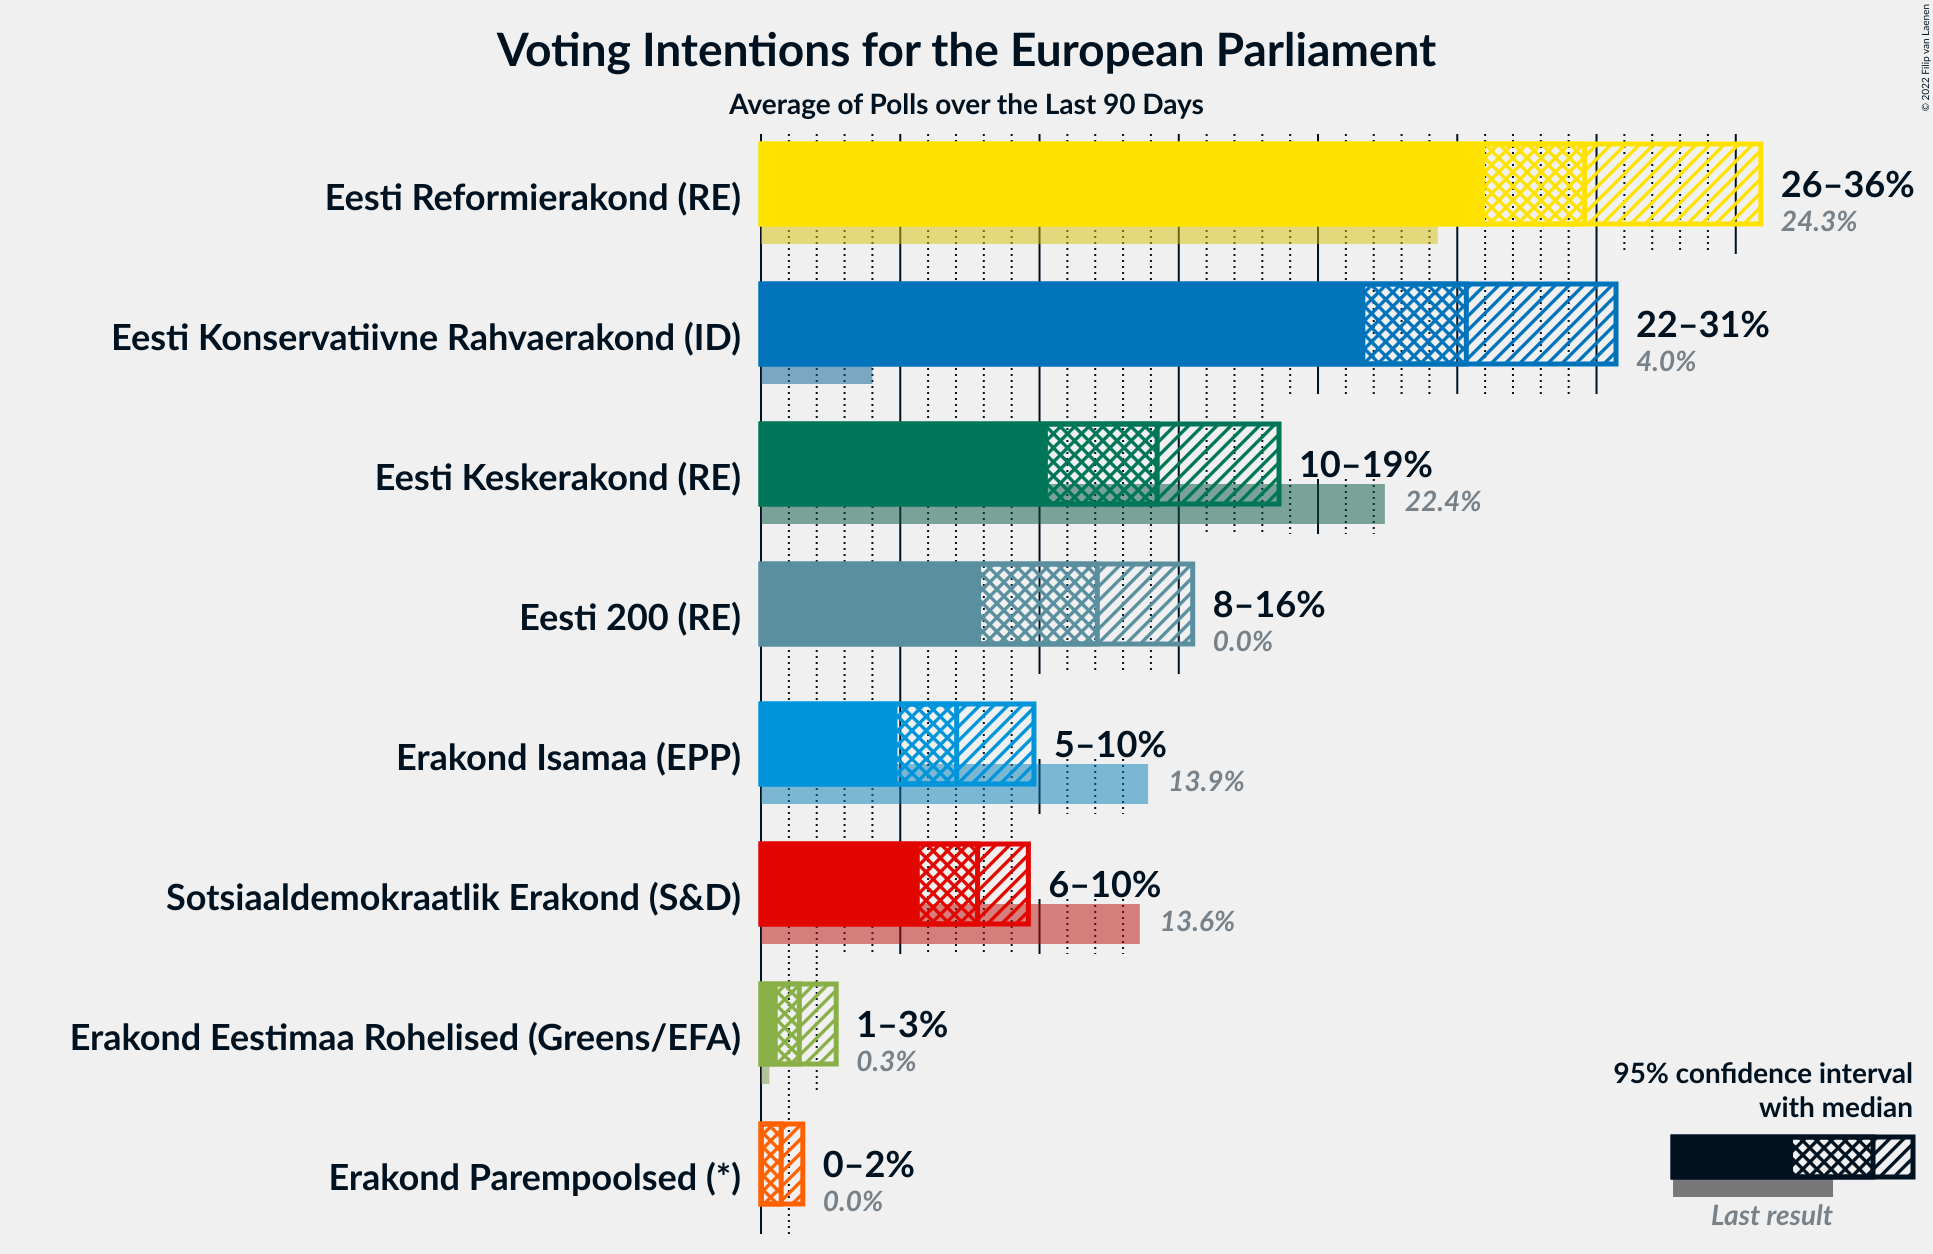 Voting Intentions for the European Parliament
Average of Polls over the Last 90 Days
© 2022 Filip van Laenen
Eesti Reformierakond (RE)
26–36%
24.3%
Eesti Konservatiivne Rahvaerakond (ID)
22–31%
4.0%
Eesti Keskerakond (RE)
10–19%
22.4%
Eesti 200 (RE)
8–16%
0.0%
Erakond Isamaa (EPP)
5–10%
13.9%
Sotsiaaldemokraatlik Erakond (S&D)
6–10%
13.6%
Erakond Eestimaa Rohelised (Greens/EFA)
1–3%
0.3%
Erakond Parempoolsed (*)
0–2%
0.0%
95% confidence interval
with median
Last result